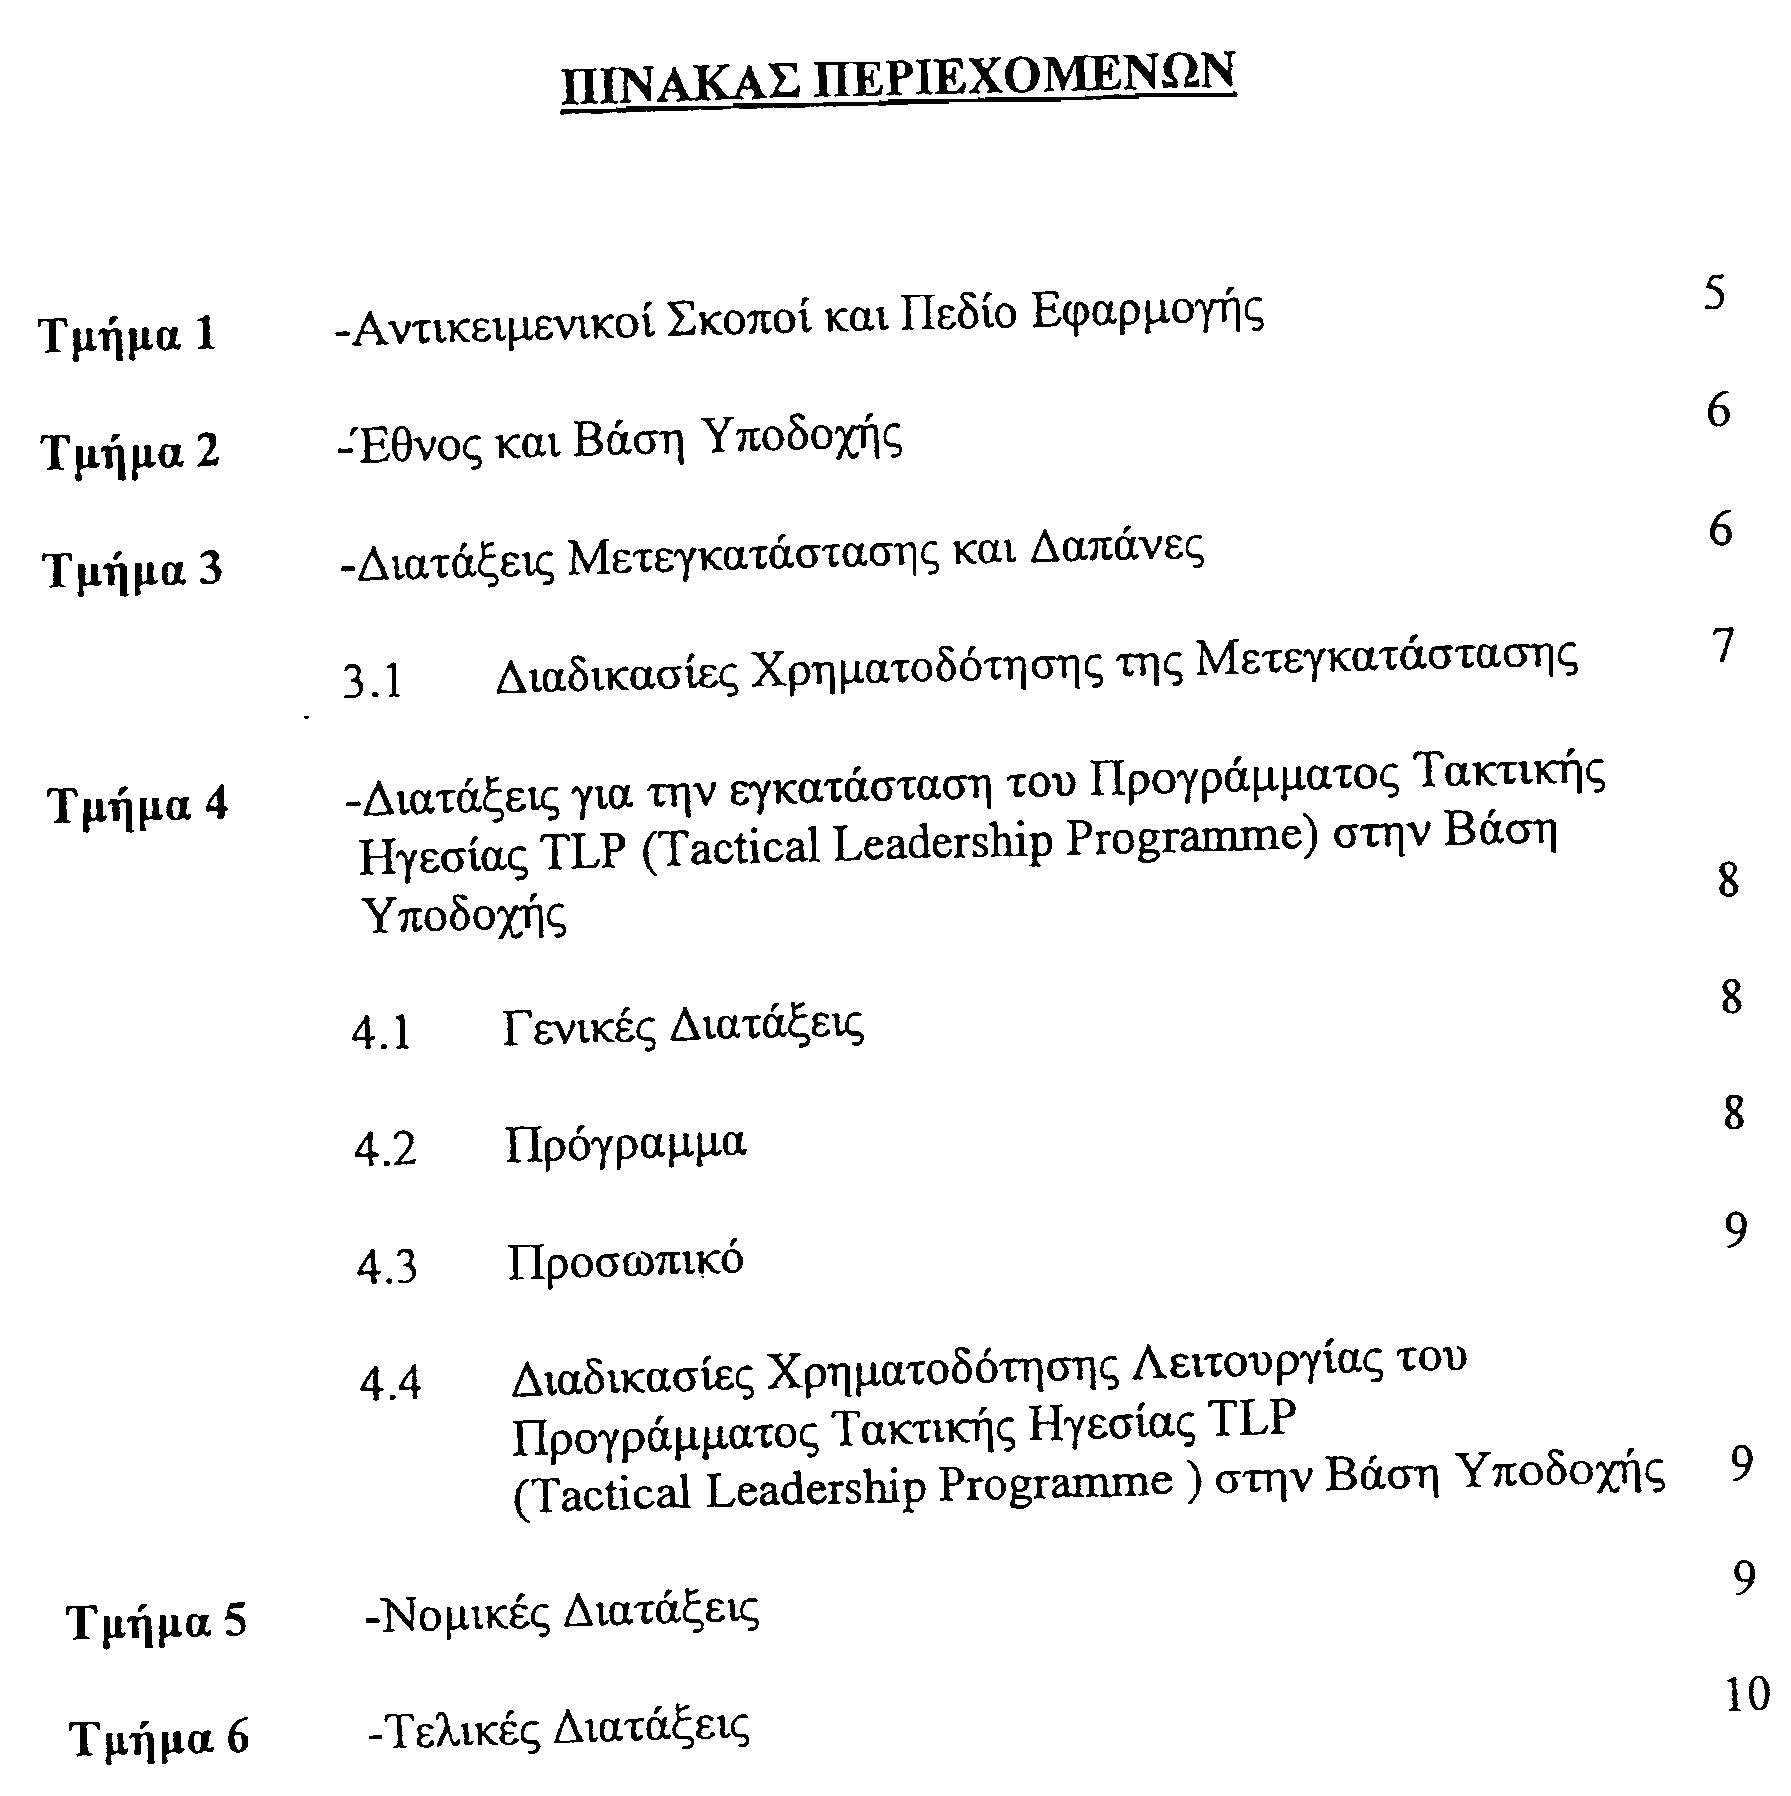 ΠΙΝΑΚΑΣ ΠΕΡΙΕΧΟΜΕΝΩΝ
Τμήμα 1 -Αντικειμενικοί Σκοποί και Πεδίο Εφαρμογής 5
Τμήμα 2 -Έθνος και Βάση Υποδοχής 6
Τμήμα 3 -Διατάξεις Μετεγκατάστασης και Δαπάνες 6
3.1 Διαδικασίες Χρηματοδότησης της Μετεγκατάστασης 7
Τμήμα 4 -Διατάξεις για την εγκατάσταση του Προγράμματος Τακτικής
Ηγεσίας TLP (Tactical Leadership Programme) στην Βάση
Υποδοχής 8
4.1 Γενικές Διατάξεις 8
4.2 Πρόγραμμα 8
4.3 Προσωπικό 9
4.4 Διαδικασίες Χρηματοδότησης Λειτουργίας του
Προγράμματος Τακτικής Ηγεσίας TLP
(Tactical Leadership Programme ) στην Βάση Υποδοχής 9
Τμήμα 5 -Νομικές Διατάξεις 9
Τμήμα 6 -Τελικές Διατάξεις 10